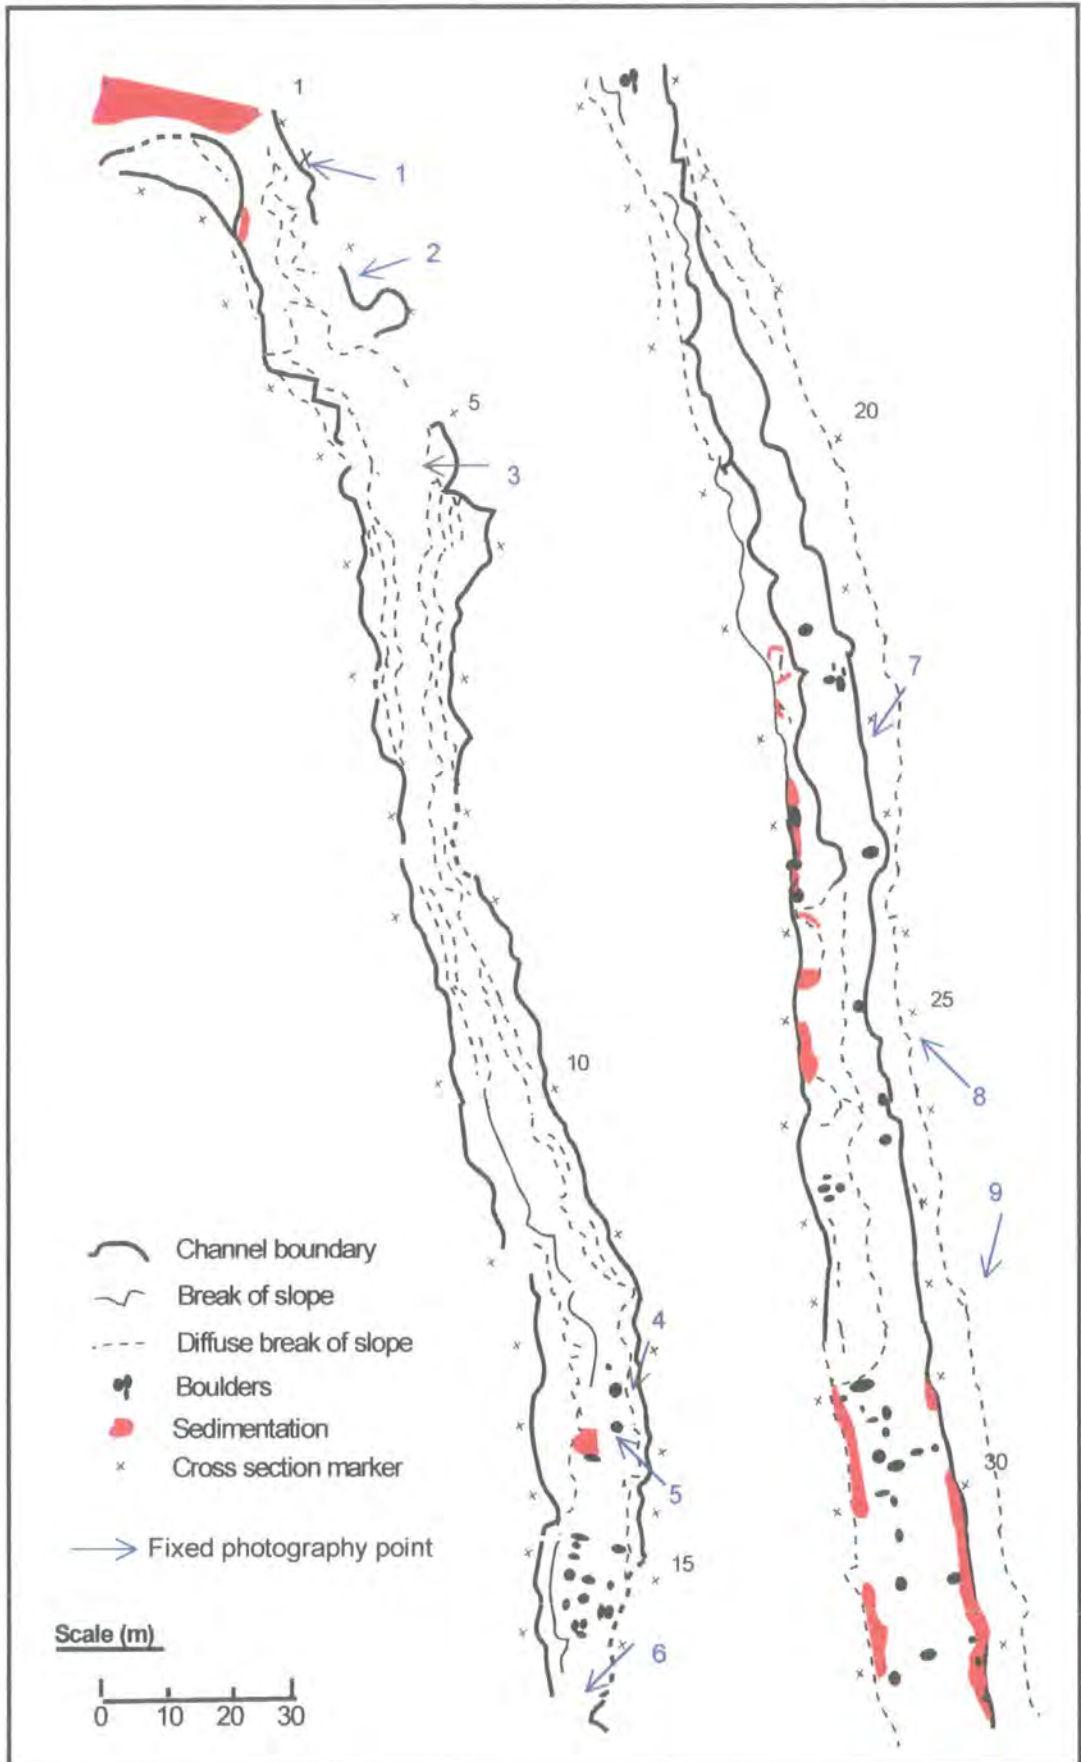 1
1
2
5
3
20
7
25
10
8
9
4
30
5
15
6
Channel boundary
Break of slope
Diffuse break of slope
Boulders
Sedimentation
Cross section marker
Fixed photography point
Scale (m)
0 10 20 30